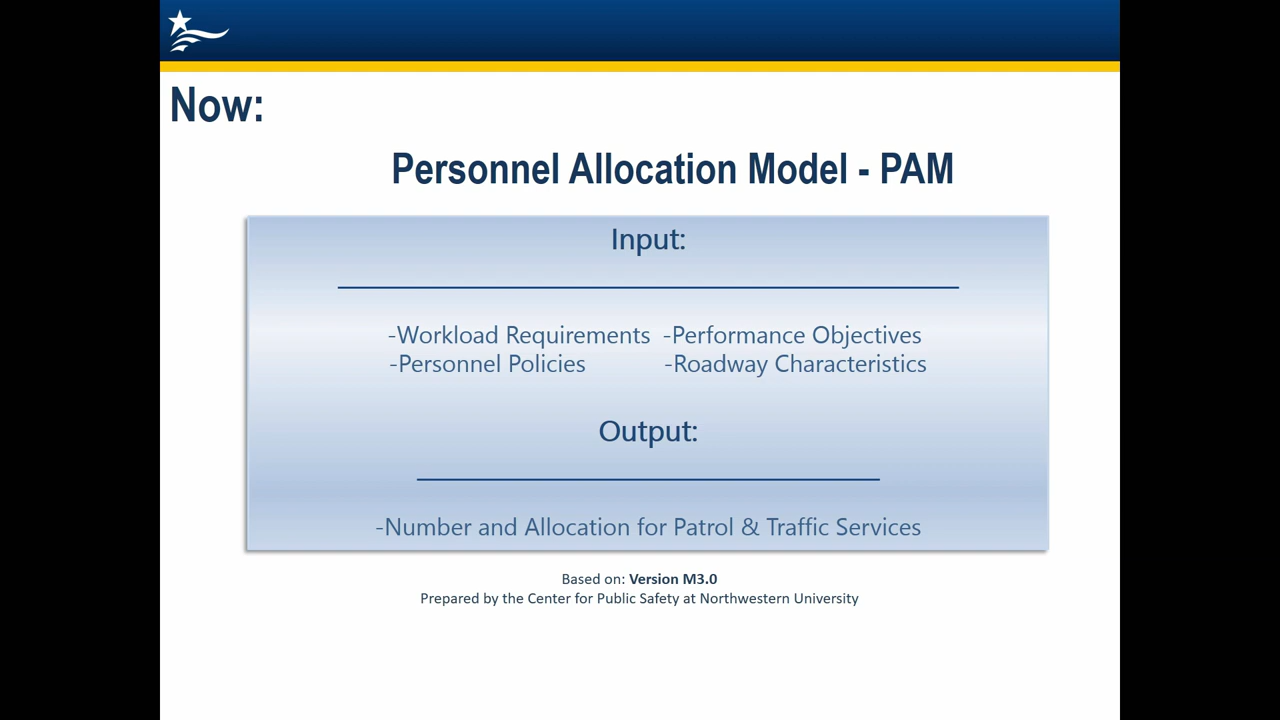 Now:
Personnel Allocation Model - PAM
Input:
-Workload Requirements -Performance Objectives
-Personnel Policies -Roadway Characteristics
Output:
-Number and Allocation for Patrol & Traffic Services
Based on: Version M3.0
Prepared by the Center for Public Safety at Northwestern University